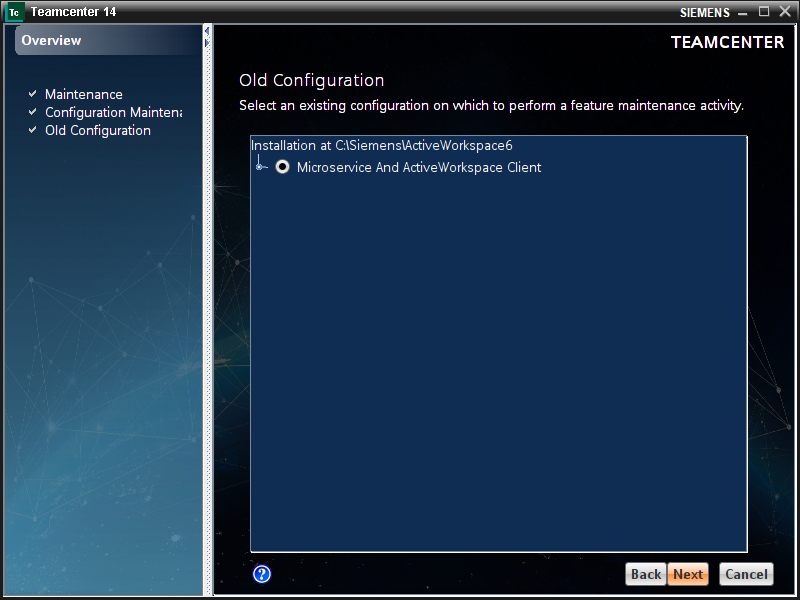 Tc Teamcenter 14
SIEMENS
Overview
TEAMCENTER
Maintenance
Configuration Maintena
Old Configuration
Old Configuration
Select an existing configuration on which to perform a feature maintenance activity.
Installation at C:\Siemens\ActiveWorkspace6
Microservice And ActiveWorkspace Client
?
Back Next Cancel